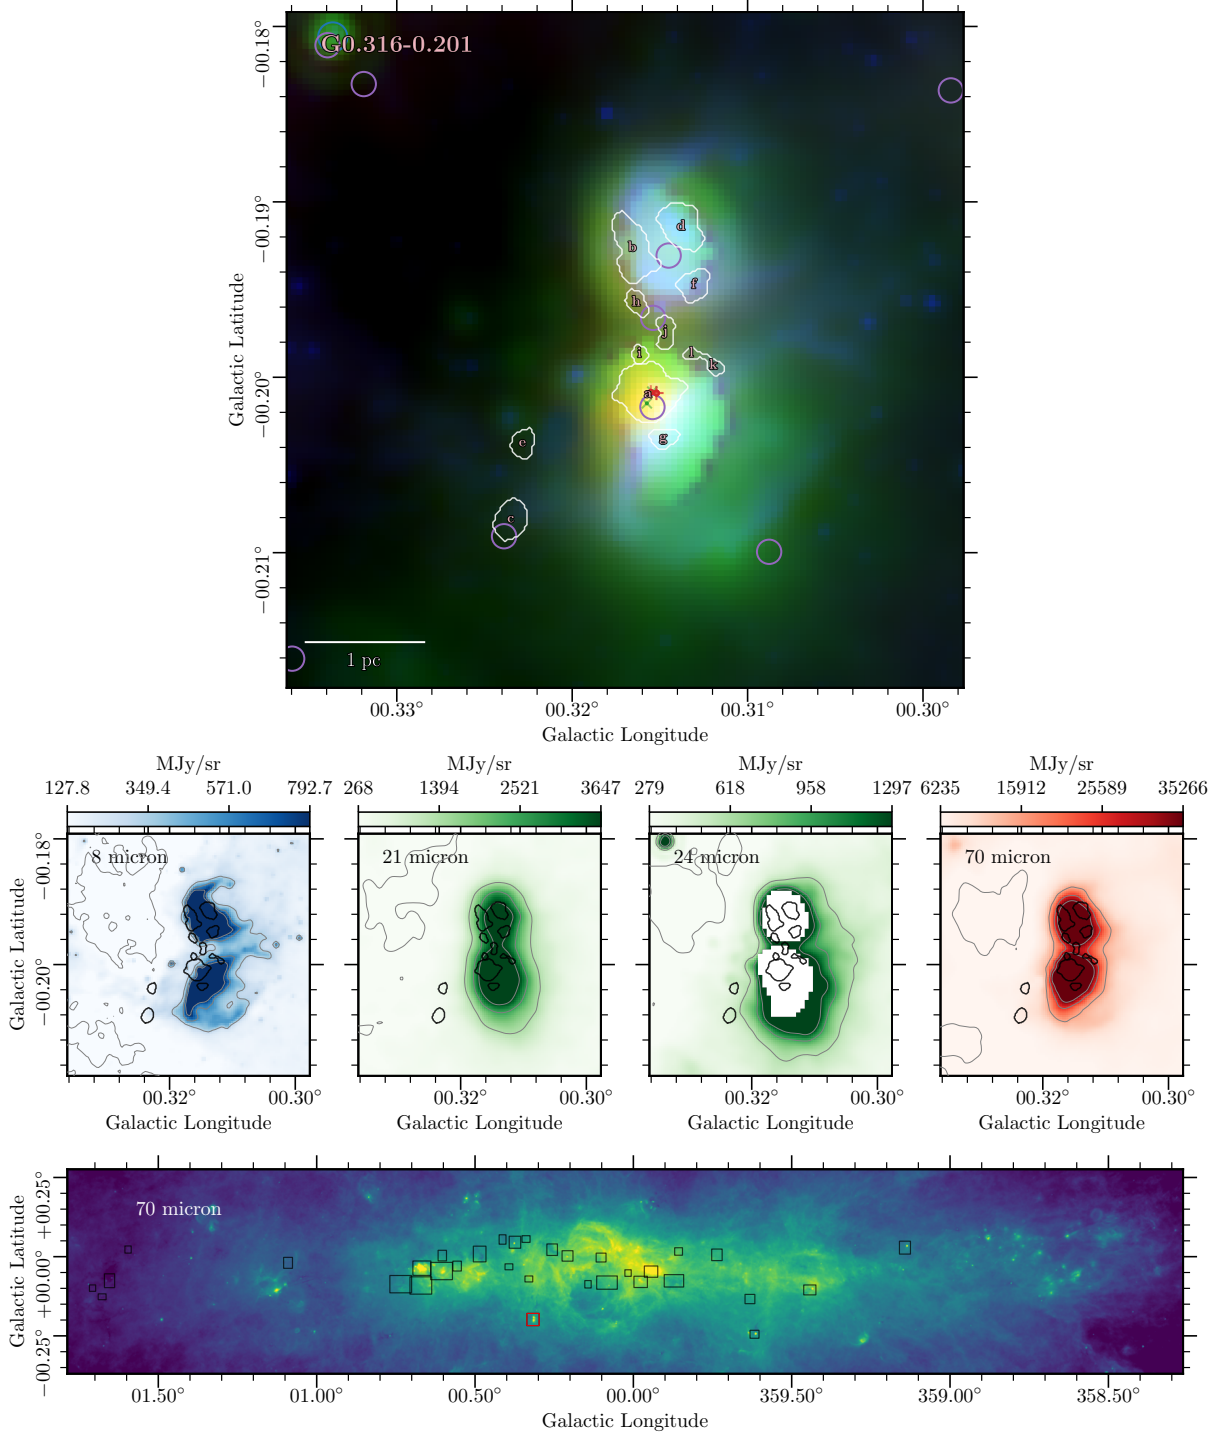 G0.316-0.201
−00.18°
−00.19°
−00.20°
−00.21°
Galactic Latitude
d
b
f
h
j
i
l
k
a
g
e
c
1 pc
00.33° 00.32° 00.31° 00.30°
Galactic Longitude
MJy/sr MJy/sr MJy/sr MJy/sr
127.8 349.4 571.0 792.7 268 1394 2521 3647 279 618 958 1297 6235 15912 25589 35266
8 micron 21 micron 24 micron 70 micron
−00.18°
−00.20°
Galactic Latitude
00.32° 00.30° 00.32° 00.30° 00.32° 00.30° 00.32° 00.30°
Galactic Longitude Galactic Longitude Galactic Longitude Galactic Longitude
70 micron
+00.25°
+00.00°
−00.25°
Galactic Latitude
01.50° 01.00° 00.50° 00.00° 359.50° 359.00° 358.50°
Galactic Longitude